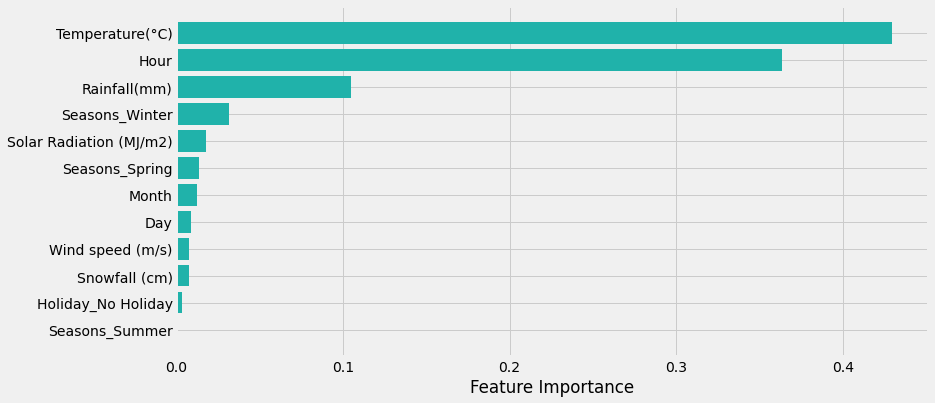 Temperature(°C)
Hour
Rainfall(mm)
Seasons_Winter
Solar Radiation (MJ/m2)
Seasons_Spring
Month
Day
Wind speed (m/s)
Snowfall (cm)
Holiday_No Holiday
Seasons_Summer
0.0 0.1 0.2 0.3 0.4
Feature Importance